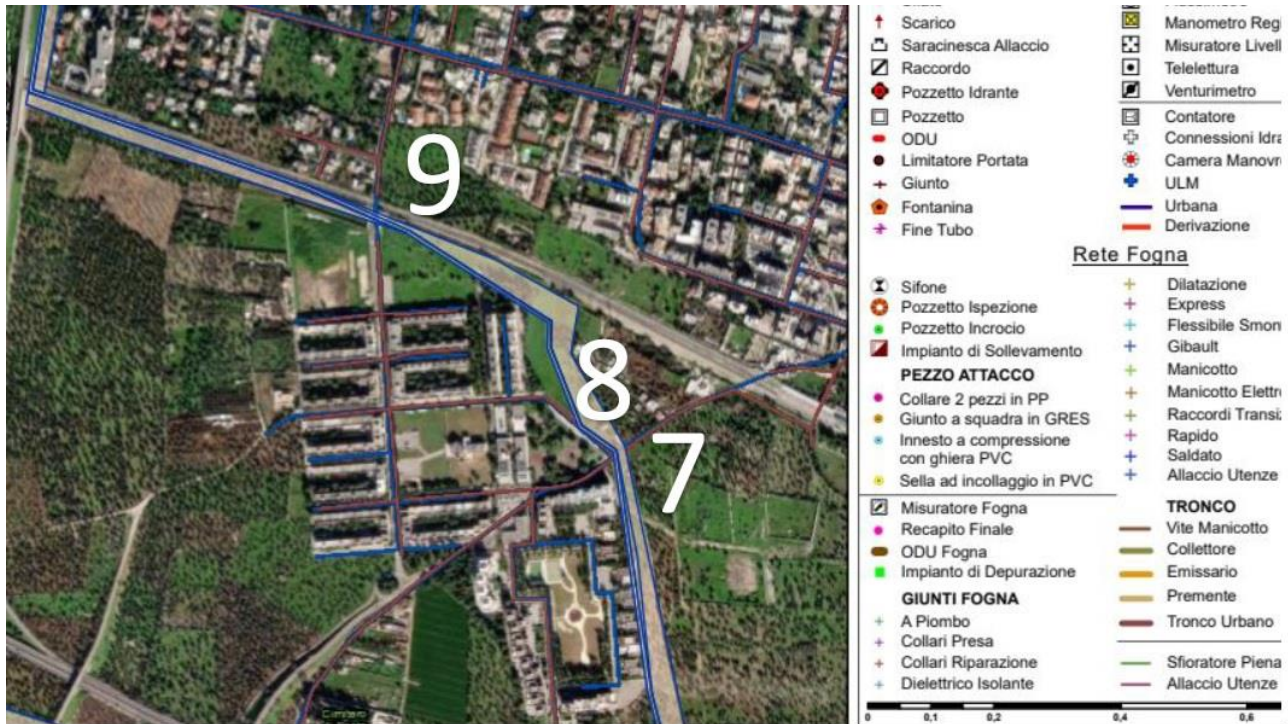 9
8
7
Cimitero
Scarico
Saracinesca Allaccio
Raccordo
Pozzetto Idrante
Pozzetto
ODU
Limitatore Portata
Giunto
Fontanina
Fine Tubo
Manometro Reg
Misuratore Livell
Telelettura
Venturimetro
Contatore
Connessioni Idra
Camera Manovr
ULM
Urbana
Derivazione
Rete Fogna
Sifone
Pozzetto Ispezione
Pozzetto Incrocio
Impianto di Sollevamento
PEZZO ATTACCO
Collare 2 pezzi in PP
Giunto a squadra in GRES
Innesto a compressione
con ghiera PVC
Sella ad incollaggio in PVC
Misuratore Fogna
Recapito Finale
ODU Fogna
Impianto di Depurazione
GIUNTI FOGNA
A Piombo
Collari Presa
Collari Riparazione
Dielettrico Isolante
Dilatazione
Express
Flessibile Smon
Gibault
Manicotto
Manicotto Elettr
Raccordi Transiz
Rapido
Saldato
Allaccio Utenze
TRONCO
Vite Manicotto
Collettore
Emissario
Premente
Tronco Urbano
Sfioratore Piena
Allaccio Utenze
0 0,1 0,2 0,4 0,6